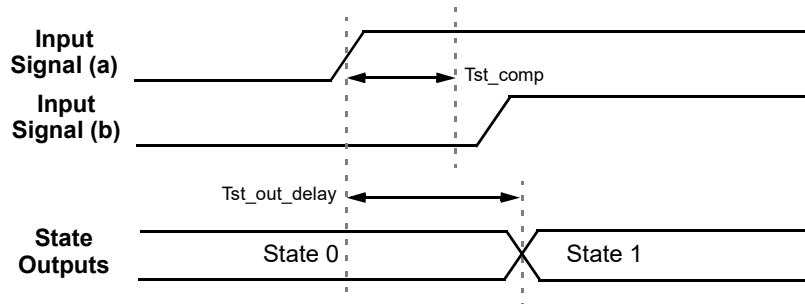 Input
Signal (a)
Tst_comp
Input
Signal (b)
Tst_out_delay
State
Outputs
State 0
State 1